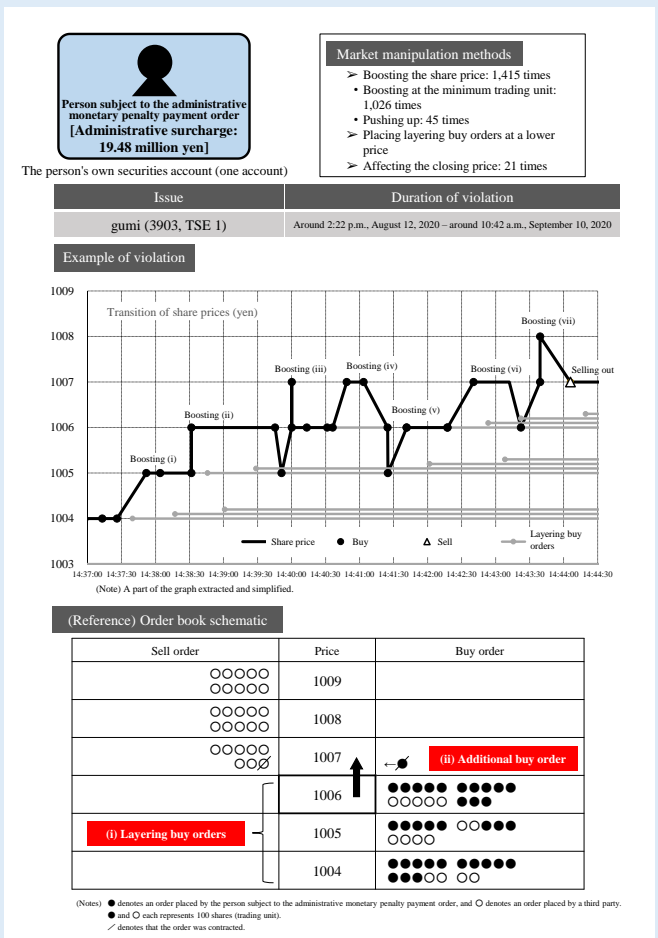 Person subject to the administrative
monetary penalty payment order
[Administrative surcharge:
19.48 million yen]
The person's own securities account (one account)
Market manipulation methods
➢ Boosting the share price: 1,415 times
• Boosting at the minimum trading unit:
1,026 times
• Pushing up: 45 times
➢ Placing layering buy orders at a lower
price
➢ Affecting the closing price: 21 times
Issue Duration of violation
gumi (3903, TSE 1) Around 2:22 p.m., August 12, 2020 – around 10:42 a.m., September 10, 2020
Example of violation
Transition of share prices (yen)
1009
1008
1007
1006
1005
1004
1003
Boosting (i)
Boosting (ii)
Boosting (iii)
Boosting (iv)
Boosting (v)
Boosting (vi)
Boosting (vii)
Selling out
Share price Buy Sell Layering buy
orders
14:37:00 14:37:30 14:38:00 14:38:30 14:39:00 14:39:30 14:40:00 14:40:30 14:41:00 14:41:30 14:42:00 14:42:30 14:43:00 14:43:30 14:44:00 14:44:30
(Note) A part of the graph extracted and simplified.
(Reference) Order book schematic
Sell order Price Buy order
○○○○○
○○○○○ 1009
○○○○○
○○○○○ 1008
○○○○○
○○○ 1007 ←● (ii) Additional buy order
1006 ●●●●● ●●●●●
○○○○○ ●●●
(i) Layering buy orders 1005 ●●●●● ○○●●●
○○○○
1004 ●●●●● ●●●●●
●●●○○ ○○
(Notes) ● denotes an order placed by the person subject to the administrative monetary penalty payment order, and ○ denotes an order placed by a third party.
● and ○ each represents 100 shares (trading unit).
⁄ denotes that the order was contracted.